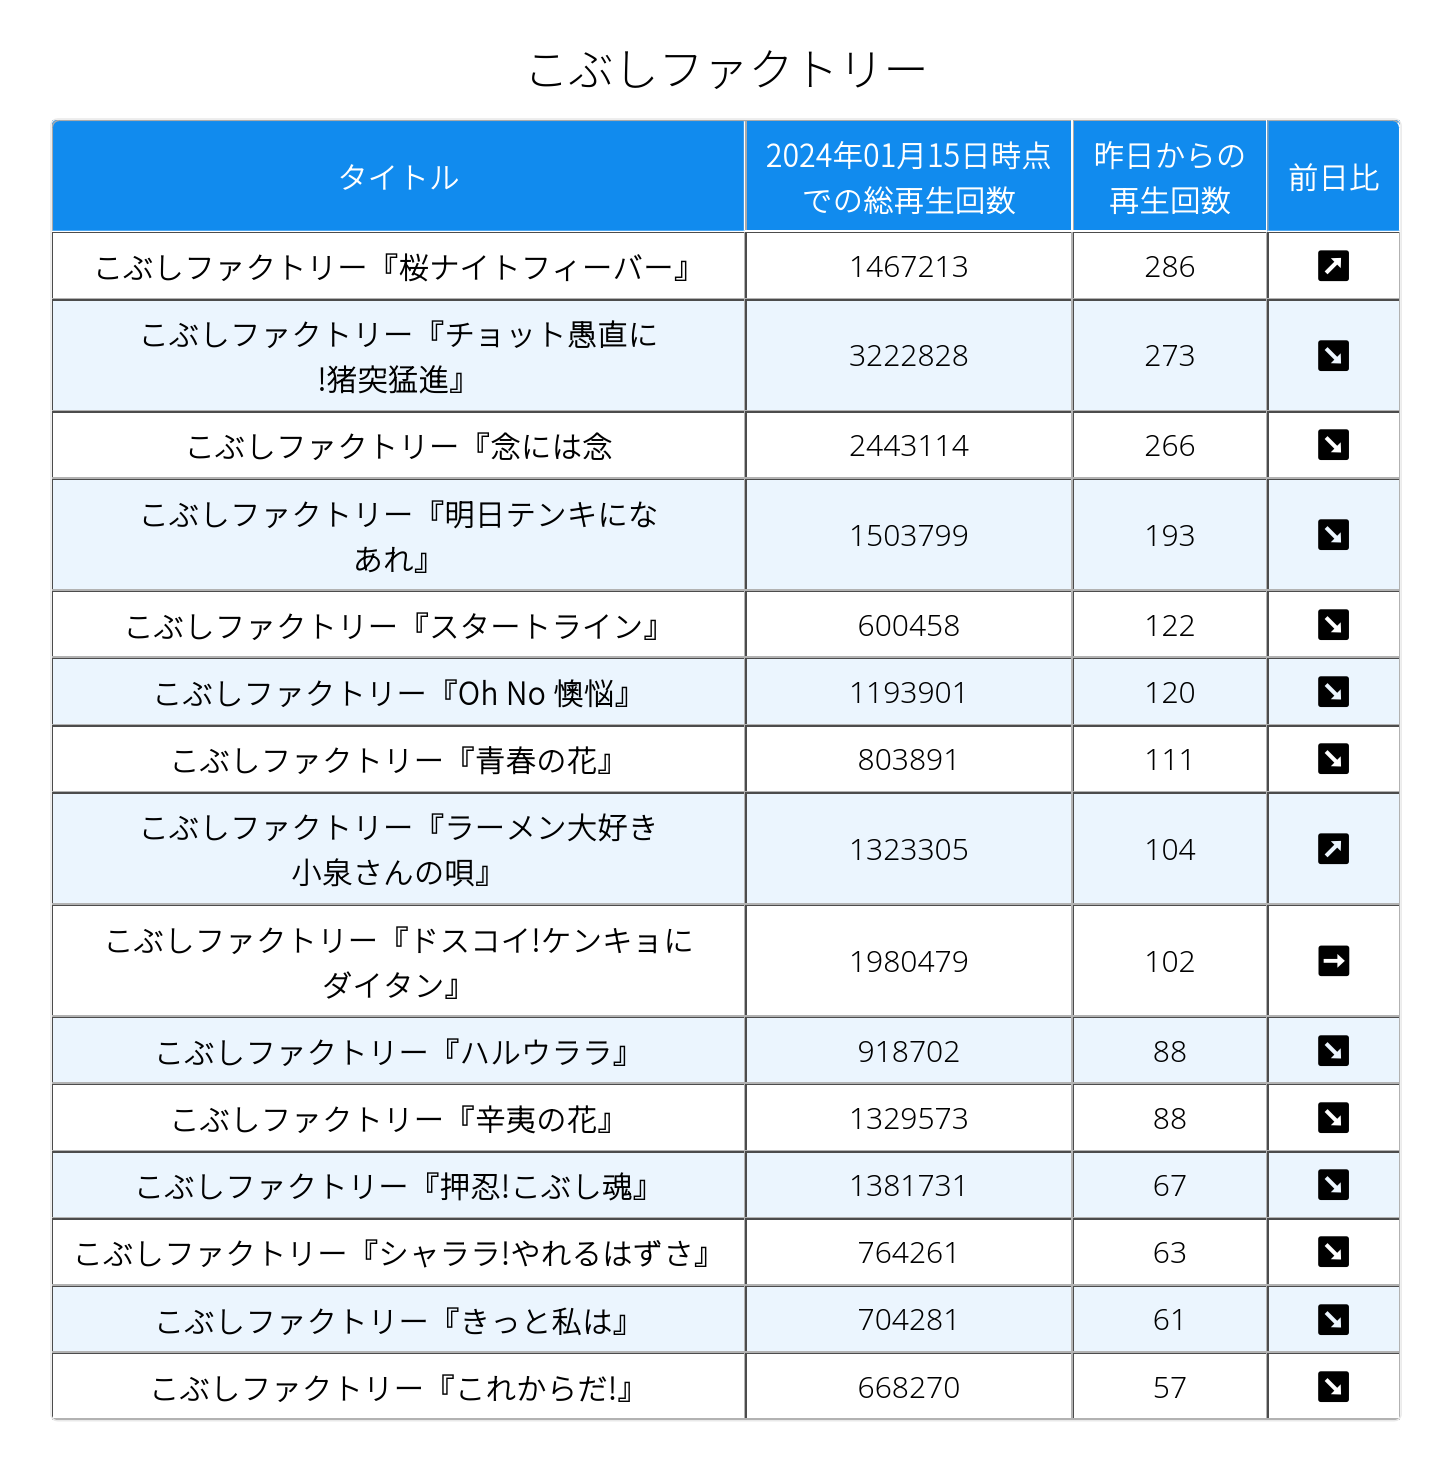 こぶしファクトリー
タイトル
2024年01月15日時点
での総再生回数
昨日からの
再生回数
前日比
こぶしファクトリー『桜ナイトフィーバー』
1467213
286
こぶしファクトリー『チョット愚直に
!猪突猛進』
3222828
273
こぶしファクトリー『念には念
2443114
266
こぶしファクトリー『明日テンキにな
あれ』
1503799
193
こぶしファクトリー『スタートライン』
600458
122
こぶしファクトリー『Oh No 懊悩』
1193901
120
こぶしファクトリー『青春の花』
803891
111
こぶしファクトリー『ラーメン大好き
小泉さんの唄』
1323305
104
こぶしファクトリー『ドスコイ!ケンキョに
ダイタン』
1980479
102
こぶしファクトリー『ハルウララ』
918702
88
こぶしファクトリー『辛夷の花』
1329573
88
こぶしファクトリー『押忍!こぶし魂』
1381731
67
こぶしファクトリー『シャララ!やれるはずさ』
764261
63
こぶしファクトリー『きっと私は』
704281
61
こぶしファクトリー『これからだ!』
668270
57